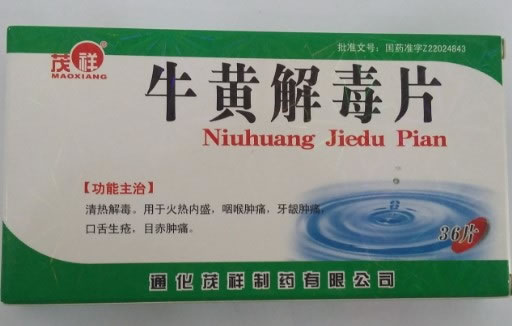 茂祥
MAOXIANG
批准文号：国药准字Z22024843
牛黄解毒片
Niuhuang Jiedu Pian
【功能主治】
清热解毒。用于火热内盛，咽喉肿痛，牙龈肿痛，
口舌生疮，目赤肿痛。
36片
通化茂祥制药有限公司